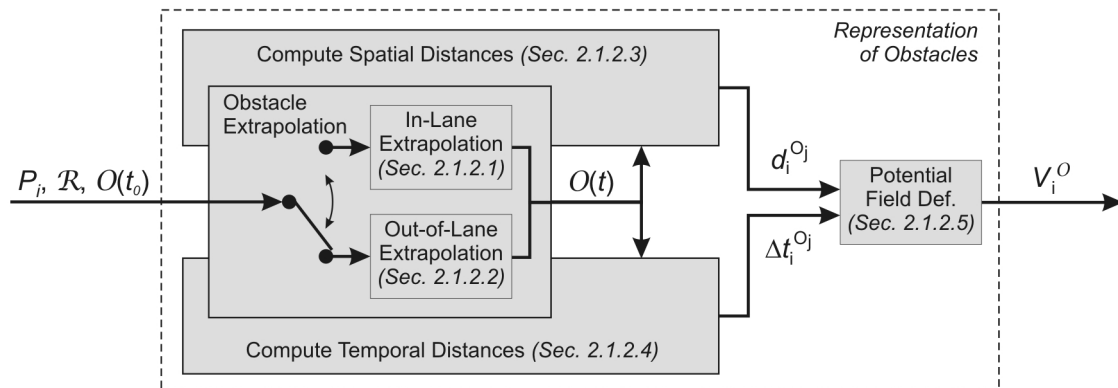 Representation
of Obstacles
Compute Spatial Distances (Sec. 2.1.2.3)
Obstacle
Extrapolation
In-Lane
Extrapolation
(Sec. 2.1.2.1)
P_i, ℛ, O(t_0)
O(t)
Out-of-Lane
Extrapolation
(Sec. 2.1.2.2)
Compute Temporal Distances (Sec. 2.1.2.4)
d_i^{O_j}
Δt_i^{O_j}
Potential
Field Def.
(Sec. 2.1.2.5)
V_i^O